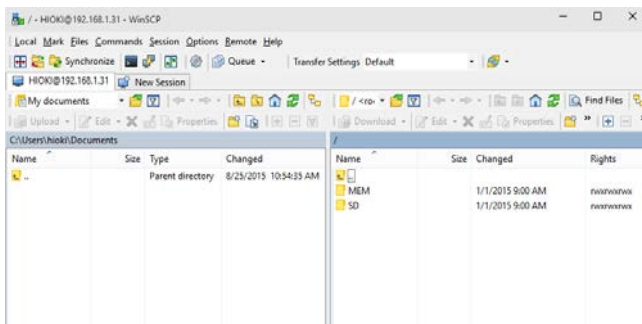 / - HIOKI@192.168.1.31 - WinSCP
Local Mark Files Commands Session Options Remote Help
Synchronize Queue Transfer Settings Default
HIOKI@192.168.1.31 New Session
My documents / <ro Find Files
Upload Edit Properties Download Edit Properties
C:\Users\hioki\Documents /
Name Size Type Changed Name Size Changed Rights
.. Parent directory 8/25/2015 10:54:35 AM ..
MEM 1/1/2015 9:00 AM rwxrwxrwx
SD 1/1/2015 9:00 AM rwxrwxrwx